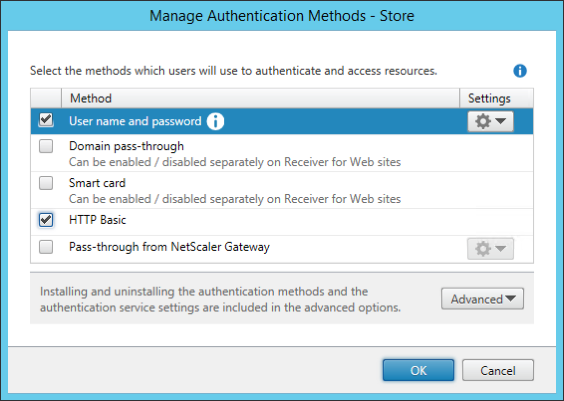 Manage Authentication Methods - Store
Select the methods which users will use to authenticate and access resources.
Method Settings
User name and password
Domain pass-through
Can be enabled / disabled separately on Receiver for Web sites
Smart card
Can be enabled / disabled separately on Receiver for Web sites
HTTP Basic
Pass-through from NetScaler Gateway
Installing and uninstalling the authentication methods and the
authentication service settings are included in the advanced options.
Advanced
OK Cancel